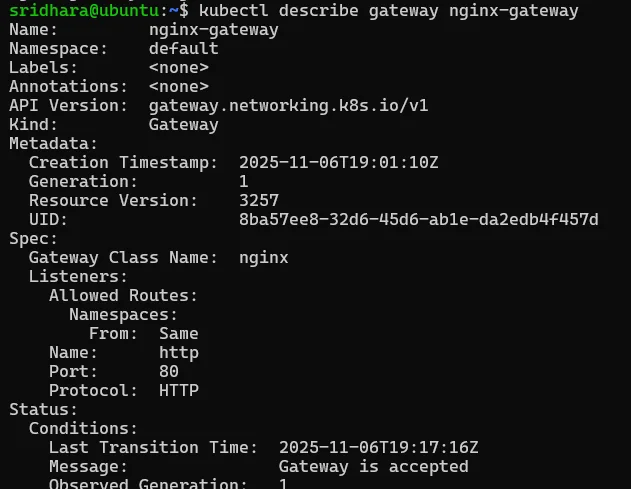 sridhara@ubuntu:~$ kubectl describe gateway nginx-gateway
Name:         nginx-gateway
Namespace:    default
Labels:       <none>
Annotations:  <none>
API Version:  gateway.networking.k8s.io/v1
Kind:         Gateway
Metadata:
  Creation Timestamp:  2025-11-06T19:01:10Z
  Generation:          1
  Resource Version:    3257
  UID:                 8ba57ee8-32d6-45d6-ab1e-da2edb4f457d
Spec:
  Gateway Class Name:  nginx
  Listeners:
    Allowed Routes:
      Namespaces:
        From:  Same
    Name:      http
    Port:      80
    Protocol:  HTTP
Status:
  Conditions:
    Last Transition Time:  2025-11-06T19:17:16Z
    Message:               Gateway is accepted
    Observed Generation:   1